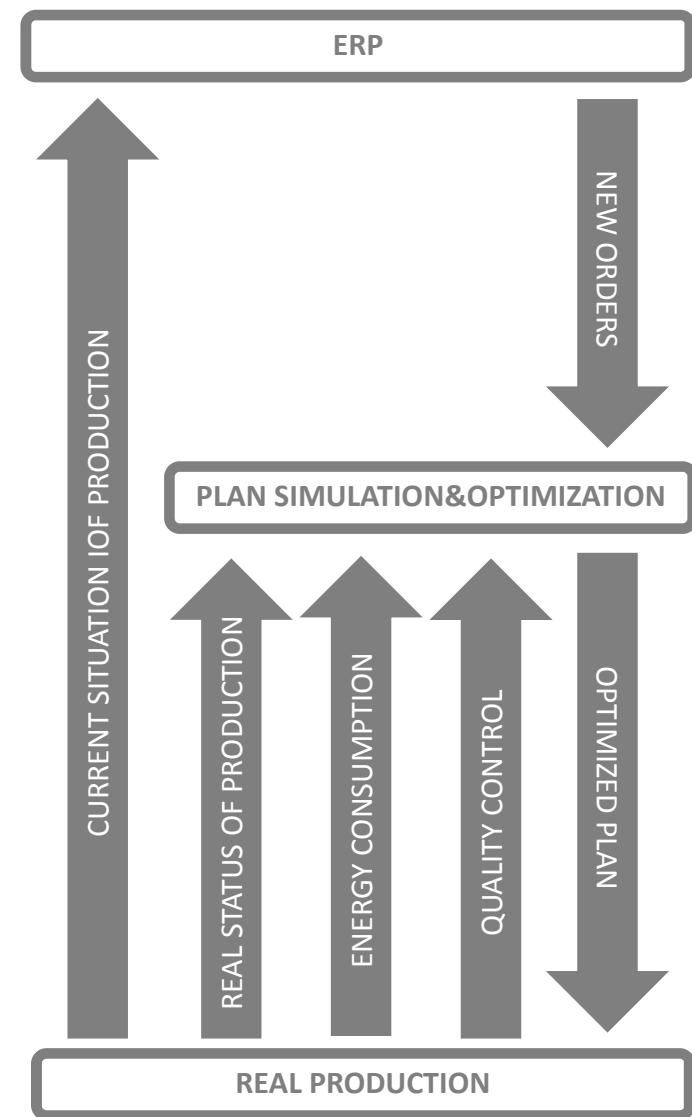 ERP
NEW ORDERS
CURRENT SITUATION IOF PRODUCTION
PLAN SIMULATION&OPTIMIZATION
REAL STATUS OF PRODUCTION
ENERGY CONSUMPTION
QUALITY CONTROL
OPTIMIZED PLAN
REAL PRODUCTION